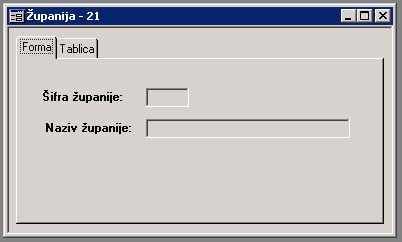 Županija - 21
Forma Tablica
Šifra županije:
Naziv županije: